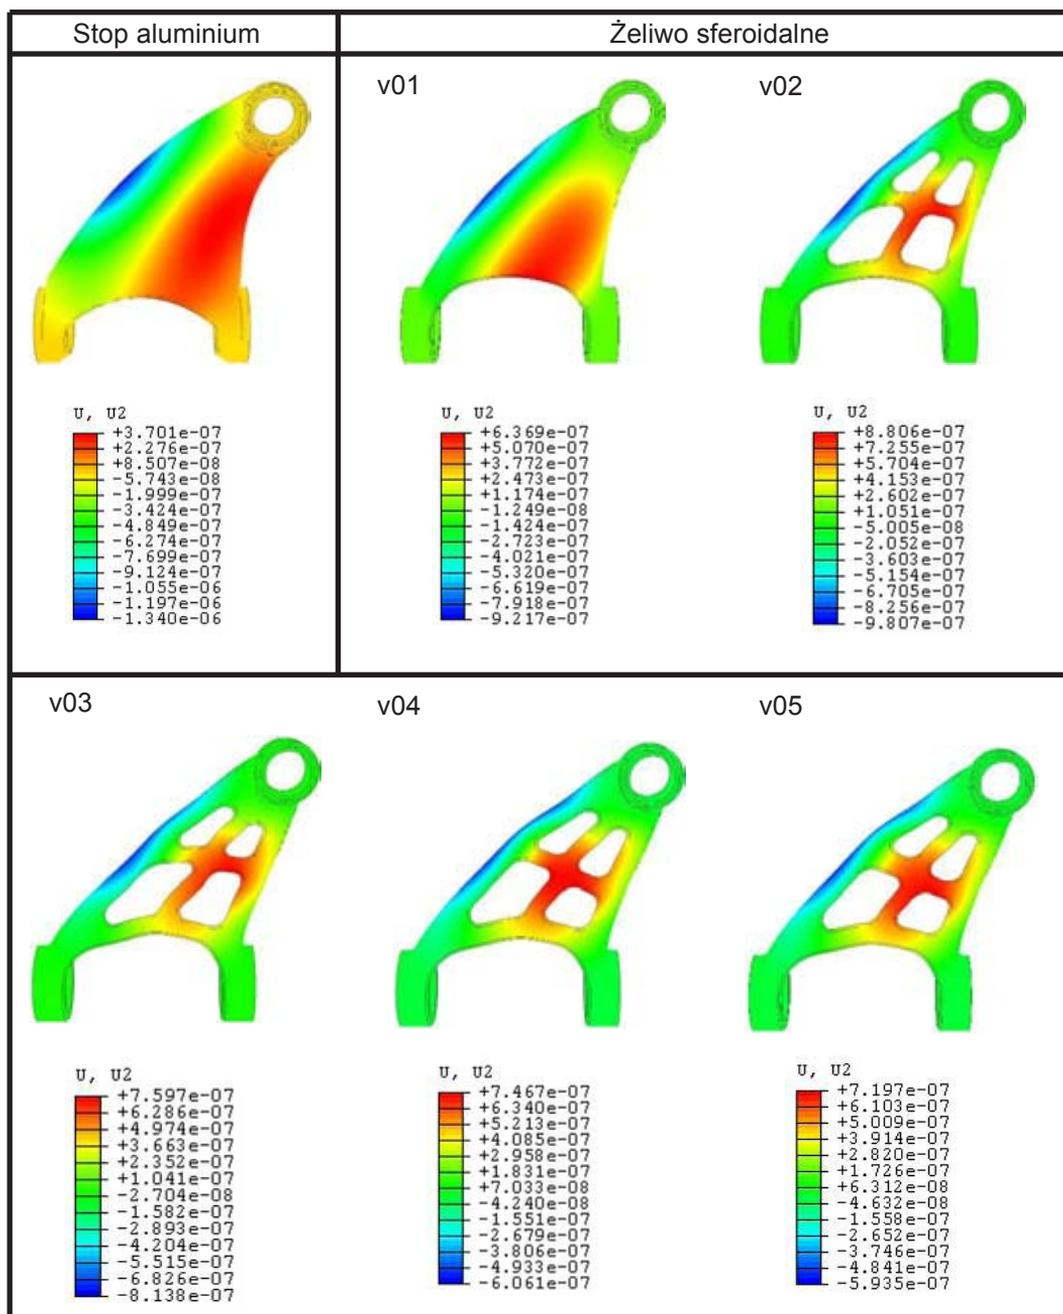 Stop aluminium
Żeliwo sferoidalne
v01
v02
U, U2
+3.701e-07
+2.276e-07
+8.507e-08
-5.743e-08
-1.999e-07
-3.424e-07
-4.849e-07
-6.274e-07
-7.699e-07
-9.124e-07
-1.055e-06
-1.197e-06
-1.340e-06
U, U2
+6.369e-07
+5.070e-07
+3.772e-07
+2.473e-07
+1.174e-07
-1.249e-08
-1.424e-07
-2.723e-07
-4.021e-07
-5.320e-07
-6.619e-07
-7.918e-07
-9.217e-07
U, U2
+8.806e-07
+7.255e-07
+5.704e-07
+4.153e-07
+2.602e-07
+1.051e-07
-5.005e-08
-2.052e-07
-3.603e-07
-5.154e-07
-6.705e-07
-8.256e-07
-9.807e-07
v03
v04
v05
U, U2
+7.597e-07
+6.286e-07
+4.974e-07
+3.663e-07
+2.352e-07
+1.041e-07
-2.704e-08
-1.582e-07
-2.893e-07
-4.204e-07
-5.515e-07
-6.826e-07
-8.138e-07
U, U2
+7.467e-07
+6.340e-07
+5.213e-07
+4.085e-07
+2.958e-07
+1.831e-07
+7.033e-08
-4.240e-08
-1.551e-07
-2.679e-07
-3.806e-07
-4.933e-07
-6.061e-07
U, U2
+7.197e-07
+6.103e-07
+5.009e-07
+3.914e-07
+2.820e-07
+1.726e-07
+6.312e-08
-4.632e-08
-1.558e-07
-2.652e-07
-3.746e-07
-4.841e-07
-5.935e-07